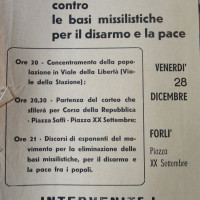 contro
le basi missilistiche
per il disarmo e la pace
Ore 20 - Concentramento della popo-
lazione in Viale della Libertà (Via-
le della Stazione);
Ore 20,30 - Partenza del corteo che
sfilerà per Corso della Repubblica
- Piazza Saffi - Piazza XX Settembre;
Ore 21 - Discorsi di esponenti del mo-
vimento per la eliminazione delle
basi missilistiche, per il disarmo e
la pace fra i popoli.
VENERDI'
28
DICEMBRE
FORLI'
Piazza
XX Settembre
INTERVENITE !